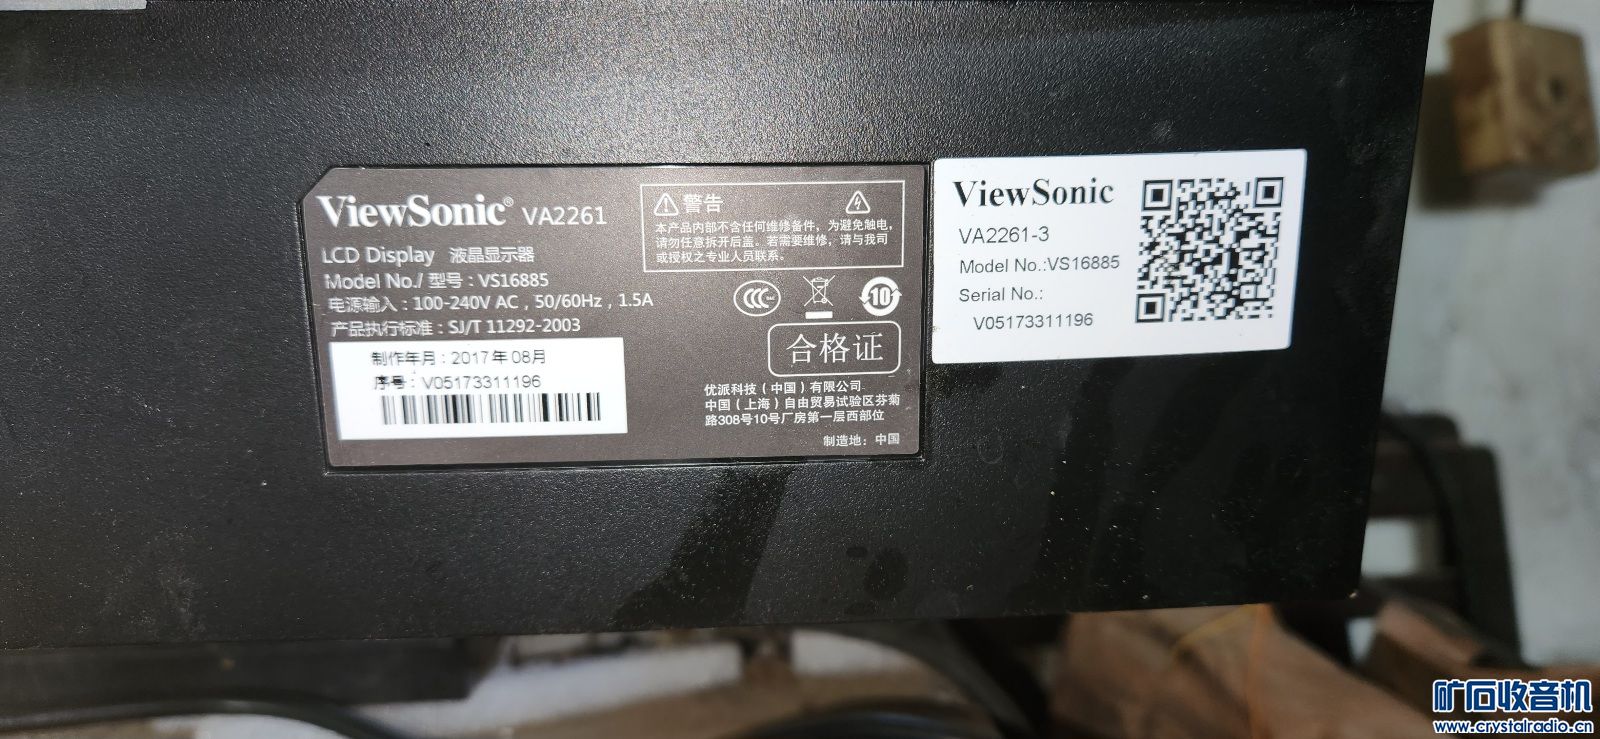 ViewSonic® VA2261
LCD Display 液晶显示器
Model No./ 型号：VS16885
电源输入：100-240V AC，50/60Hz，1.5A
产品执行标准：SJ/T 11292-2003
制作年月：2017年 08月
序号：V05173311196
警告
本产品内部不含任何维修备件，为避免触电，
请勿任意拆开后盖。若需要维修，请与我司
或授权之专业人员联系。
10
合格证
优派科技（中国）有限公司
中国（上海）自由贸易试验区芬菊
路308号10号厂房第一层西部位
制造地：中国
ViewSonic
VA2261-3
Model No.:VS16885
Serial No.:
V05173311196
矿石收音机
www.crystalradio.cn